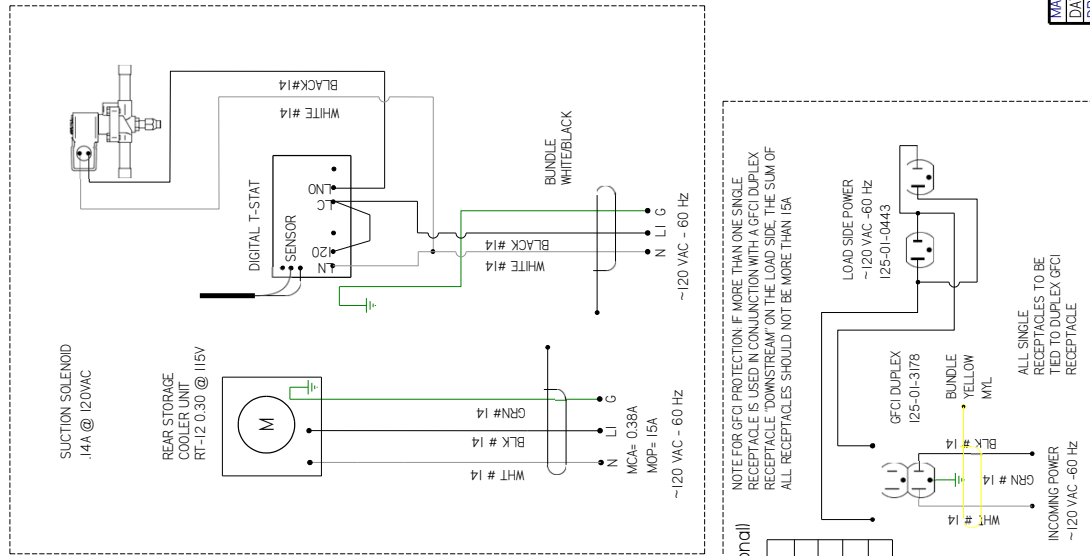 SUCTION SOLENOID
.14A @ 120VAC
BLACK#14
WHITE #14
DIGITAL T-STAT
SENSOR
LN
120
C
LNO
BUNDLE
WHITE/BLACK
BLACK #14
WHITE #14
N
L1
G
~120 VAC - 60 Hz
REAR STORAGE
COOLER UNIT
RT-12 0.30 @ 115V
M
GRN# 14
BLK # 14
WHT # 14
N
L1
G
MCA= 0.38A
MOP= 15A
~120 VAC - 60 Hz
NOTE FOR GFCI PROTECTION: IF MORE THAN ONE SINGLE
RECEPTACLE IS USED IN CONJUNCTION WITH A GFCI DUPLEX
RECEPTACLE "DOWNSTREAM" ON THE LOAD SIDE, THE SUM OF
ALL RECEPTACLES SHOULD NOT BE MORE THAN 15A
LOAD SIDE POWER
~120 VAC -60 Hz
125-01-0443
GFCI DUPLEX
125-01-3178
BUNDLE
YELLOW
MYL
BLK # 14
GRN # 14
WHT # 14
INCOMING POWER
~120 VAC -60 Hz
ALL SINGLE
RECEPTACLES TO BE
TIED TO DUPLEX GFCI
RECEPTACLE
onal)
MA
DA